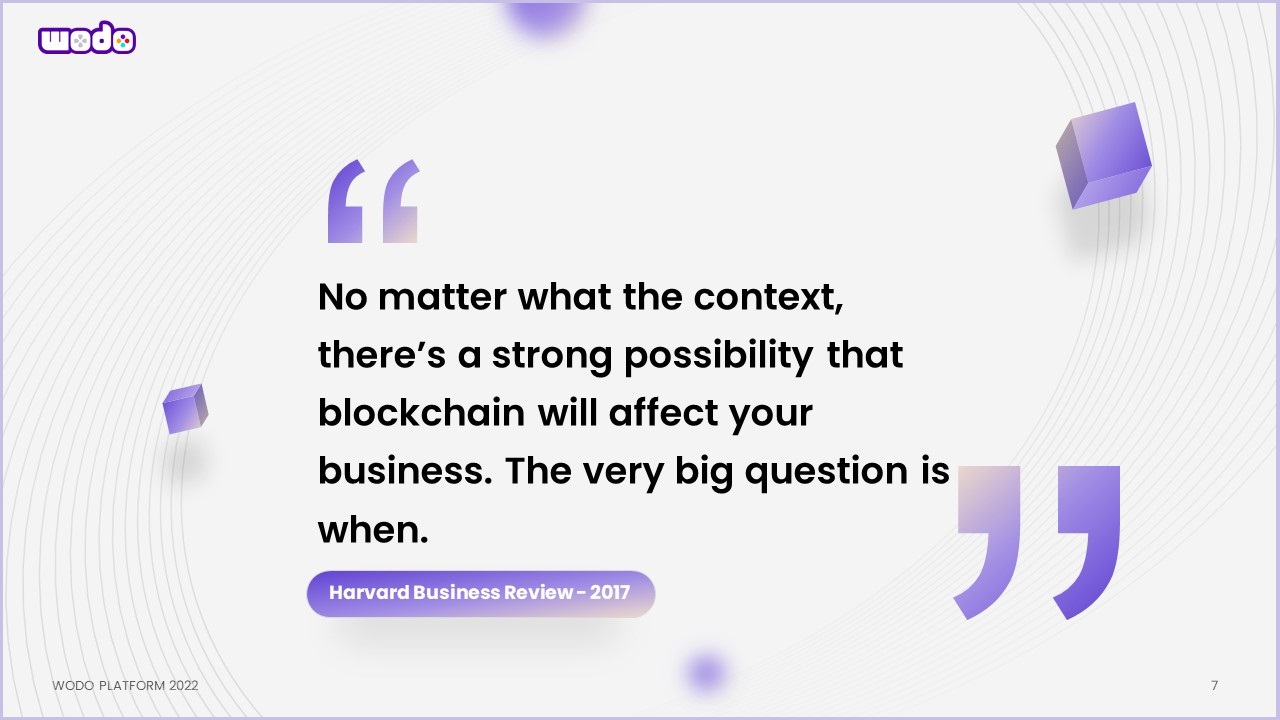 wodo
No matter what the context,
there’s a strong possibility that
blockchain will affect your
business. The very big question is
when.
Harvard Business Review - 2017
WODO PLATFORM 2022
7